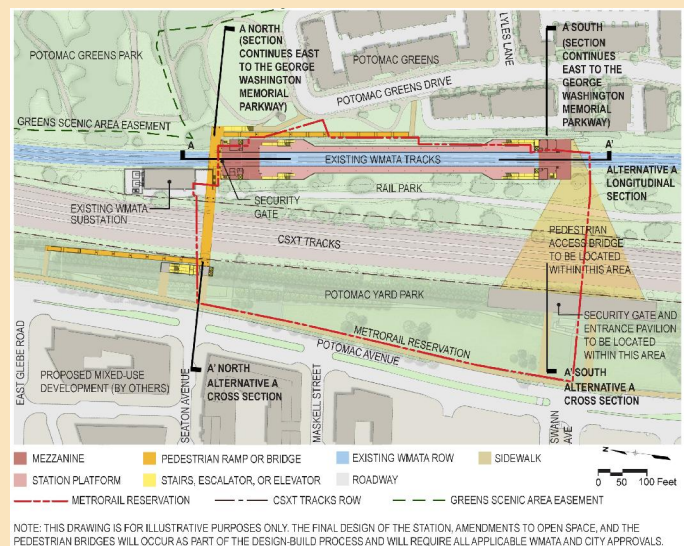 A NORTH
(SECTION
CONTINUES EAST
TO THE GEORGE
WASHINGTON
MEMORIAL
PARKWAY)
LYLES LANE
A SOUTH
(SECTION
CONTINUES
EAST TO THE
GEORGE
WASHINGTON
MEMORIAL
PARKWAY)
POTOMAC GREENS PARK
POTOMAC GREENS
POTOMAC GREENS DRIVE
GREENS SCENIC AREA EASEMENT
A
A'
EXISTING WMATA TRACKS
ALTERNATIVE A
LONGITUDINAL
SECTION
RAIL PARK
SECURITY
GATE
EXISTING WMATA
SUBSTATION
CSXT TRACKS
PEDESTRIAN
ACCESS BRIDGE
TO BE LOCATED
WITHIN THIS AREA
POTOMAC YARD PARK
SECURITY GATE AND
ENTRANCE PAVILION
TO BE LOCATED
WITHIN THIS AREA
METRORAIL RESERVATION
POTOMAC AVENUE
EAST GLEBE ROAD
PROPOSED MIXED-USE
DEVELOPMENT (BY OTHERS)
SEATON AVENUE
A' NORTH
ALTERNATIVE A
CROSS SECTION
MASKELL STREET
SWANN
AVE
A' SOUTH
ALTERNATIVE A
CROSS SECTION
MEZZANINE
PEDESTRIAN RAMP OR BRIDGE
EXISTING WMATA ROW
SIDEWALK
STATION PLATFORM
STAIRS, ESCALATOR, OR ELEVATOR
ROADWAY
N
0 50 100 Feet
METRORAIL RESERVATION
CSXT TRACKS ROW
GREENS SCENIC AREA EASEMENT
NOTE: THIS DRAWING IS FOR ILLUSTRATIVE PURPOSES ONLY. THE FINAL DESIGN OF THE STATION, AMENDMENTS TO OPEN SPACE, AND THE
PEDESTRIAN BRIDGES WILL OCCUR AS PART OF THE DESIGN-BUILD PROCESS AND WILL REQUIRE ALL APPLICABLE WMATA AND CITY APPROVALS.